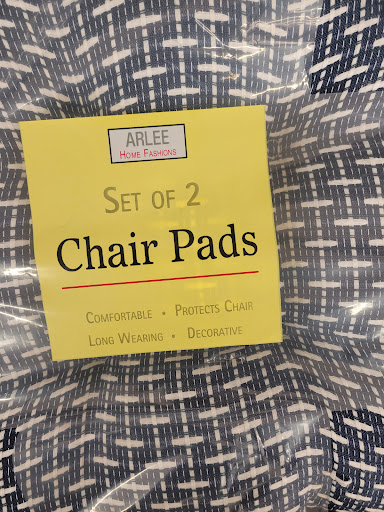 ARLEE
HOME FASHIONS
SET OF 2
Chair Pads
COMFORTABLE • PROTECTS CHAIR
LONG WEARING • DECORATIVE